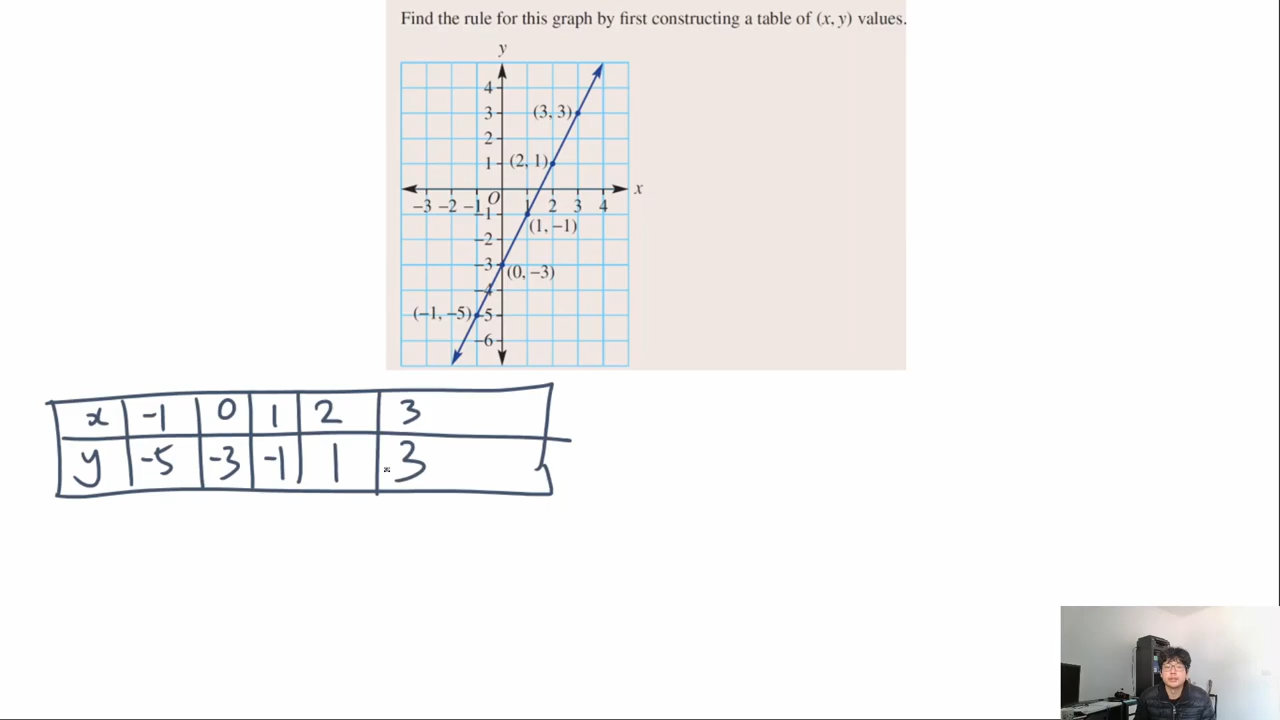 Find the rule for this graph by first constructing a table of (x, y) values.
y
4
3
(3, 3)
2
1
(2, 1)
x
O
−3 −2 −1 1 2 3 4
−1
(1, −1)
−2
−3
(0, −3)
−4
(−1, −5)
−5
−6
x -1 0 1 2 3
y -5 -3 -1 1 3